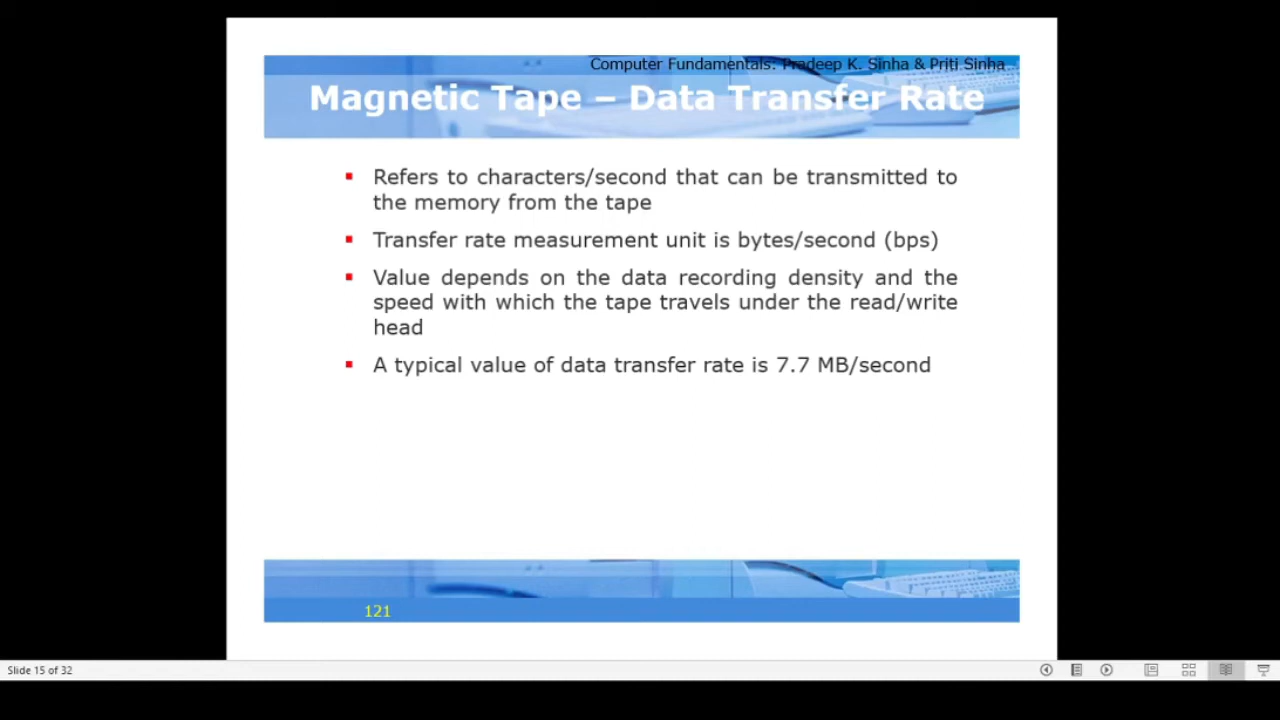 Computer Fundamentals: Pradeep K. Sinha & Priti Sinha
Magnetic Tape – Data Transfer Rate
▪ Refers to characters/second that can be transmitted to
the memory from the tape
▪ Transfer rate measurement unit is bytes/second (bps)
▪ Value depends on the data recording density and the
speed with which the tape travels under the read/write
head
▪ A typical value of data transfer rate is 7.7 MB/second
121
Slide 15 of 32